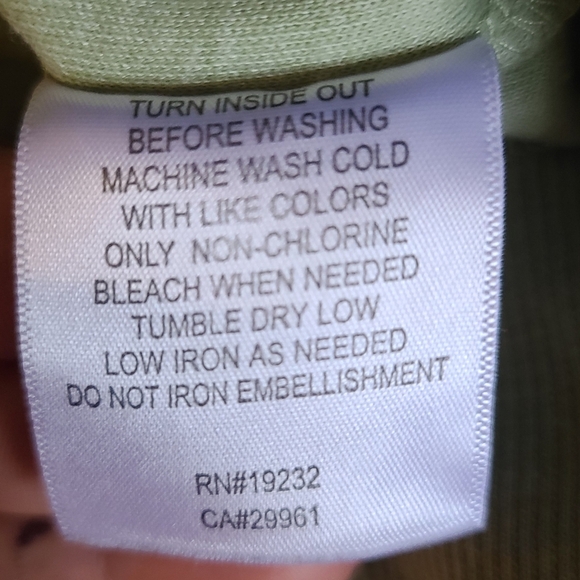 TURN INSIDE OUT
BEFORE WASHING
MACHINE WASH COLD
WITH LIKE COLORS
ONLY NON-CHLORINE
BLEACH WHEN NEEDED
TUMBLE DRY LOW
LOW IRON AS NEEDED
DO NOT IRON EMBELLISHMENT
RN#19232
CA#29961